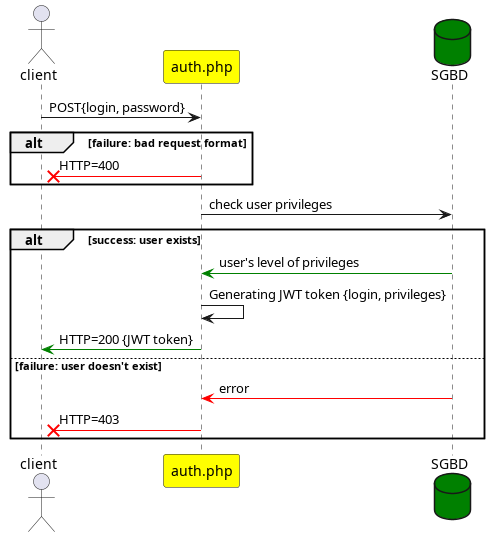 client
auth.php
SGBD
POST{login, password}
alt
[failure: bad request format]
HTTP=400
check user privileges
alt
[success: user exists]
user's level of privileges
Generating JWT token {login, privileges}
HTTP=200 {JWT token}
[failure: user doesn't exist]
error
HTTP=403
client
auth.php
SGBD